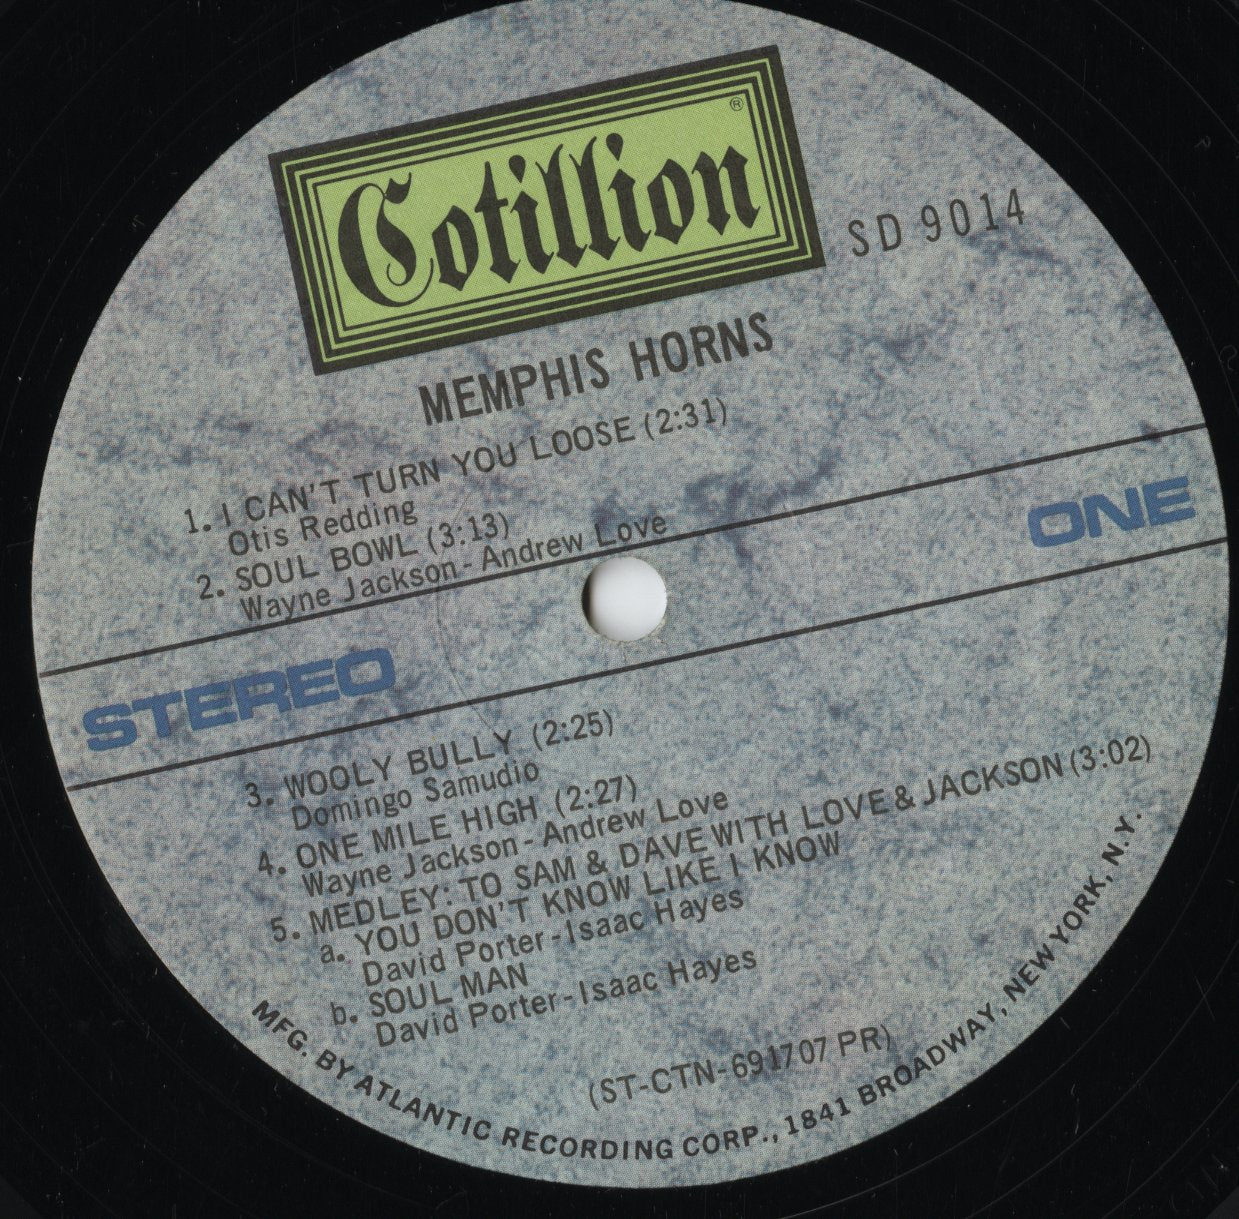 Cotillion ®
SD 9014
MEMPHIS HORNS
1. I CAN'T TURN YOU LOOSE (2:31)
Otis Redding
2. SOUL BOWL (3:13)
Wayne Jackson-Andrew Love
STEREO
ONE
3. WOOLY BULLY (2:25)
Domingo Samudio
4. ONE MILE HIGH (2:27)
Wayne Jackson-Andrew Love
5. MEDLEY: TO SAM & DAVE WITH LOVE & JACKSON (3:02)
a. YOU DON'T KNOW LIKE I KNOW
David Porter-Isaac Hayes
b. SOUL MAN
David Porter-Isaac Hayes
(ST-CTN-691707 PR)
MFG. BY ATLANTIC RECORDING CORP., 1841 BROADWAY, NEW YORK, N.Y.